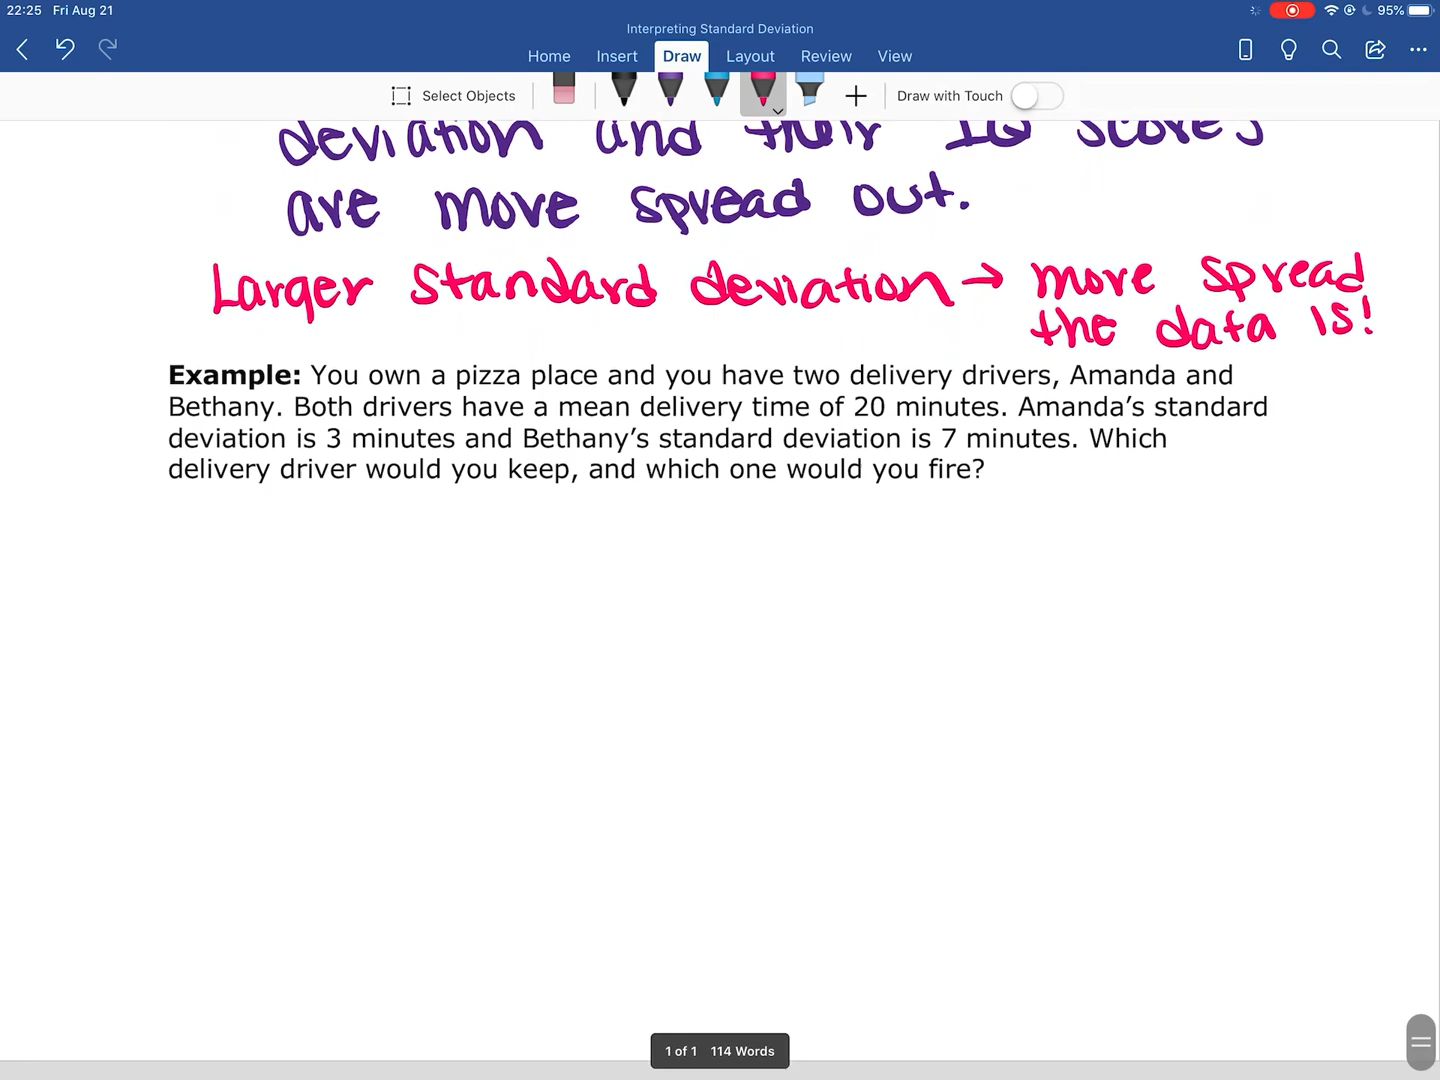 22:25 Fri Aug 21
95%
Interpreting Standard Deviation
Home Insert Draw Layout Review View
Select Objects
Draw with Touch
deviation and their IQ scores
are more spread out.
Larger standard deviation → more spread
the data is!
Example: You own a pizza place and you have two delivery drivers, Amanda and
Bethany. Both drivers have a mean delivery time of 20 minutes. Amanda’s standard
deviation is 3 minutes and Bethany’s standard deviation is 7 minutes. Which
delivery driver would you keep, and which one would you fire?
1 of 1 114 Words